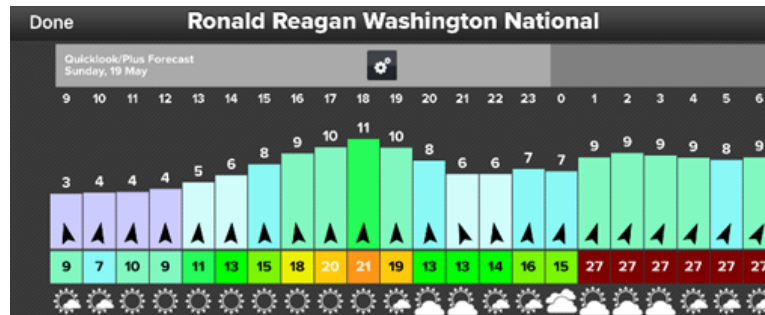 Done Ronald Reagan Washington National
Quicklook/Plus Forecast
Sunday, 19 May
9 10 11 12 13 14 15 16 17 18 19 20 21 22 23 0 1 2 3 4 5 6
3 4 4 4 5 6 8 9 10 11 10 8 6 6 7 7 9 9 9 9 8 9
9 7 10 9 11 13 15 18 20 21 19 13 13 14 16 15 27 27 27 27 27 27